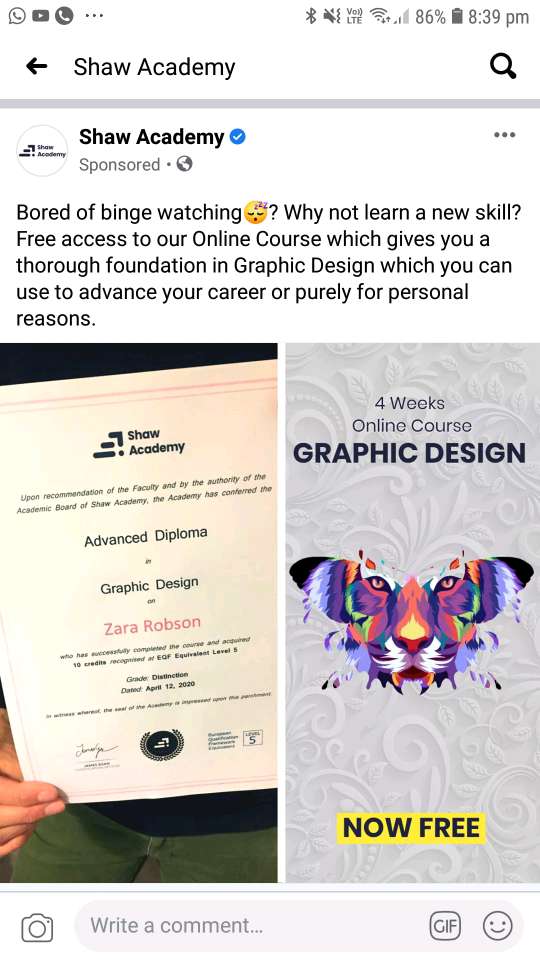 Vo))
LTE
86%
8:39 pm
Shaw Academy
Shaw
Academy
Shaw Academy
Sponsored •
Bored of binge watching😴? Why not learn a new skill?
Free access to our Online Course which gives you a
thorough foundation in Graphic Design which you can
use to advance your career or purely for personal
reasons.
Shaw
Academy
Upon recommendation of the Faculty and by the authority of the
Academic Board of Shaw Academy, the Academy has conferred the
Advanced Diploma
in
Graphic Design
on
Zara Robson
who has successfully completed the course and acquired
10 credits recognised at EQF Equivalent Level 5
Grade: Distinction
Dated: April 12, 2020
In witness whereof, the seal of the Academy is impressed upon this parchment.
JAMES EGAN
European
Qualification
Framework
Equivalent
LEVEL
5
4 Weeks
Online Course
GRAPHIC DESIGN
NOW FREE
Write a comment...
GIF